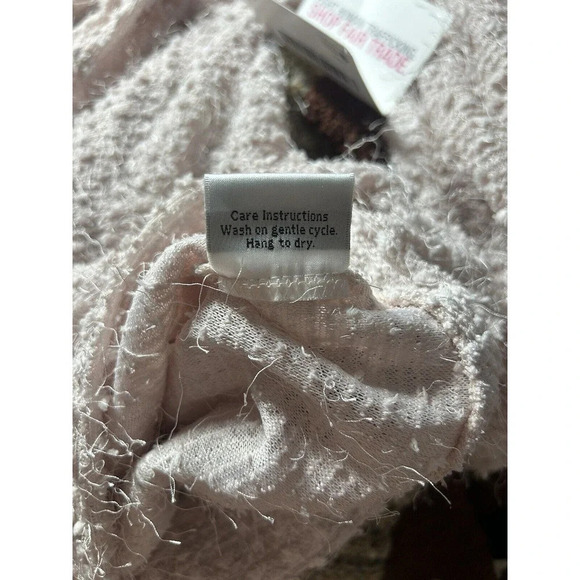 SHOP FAIR TRADE
Care Instructions
Wash on gentle cycle.
Hang to dry.